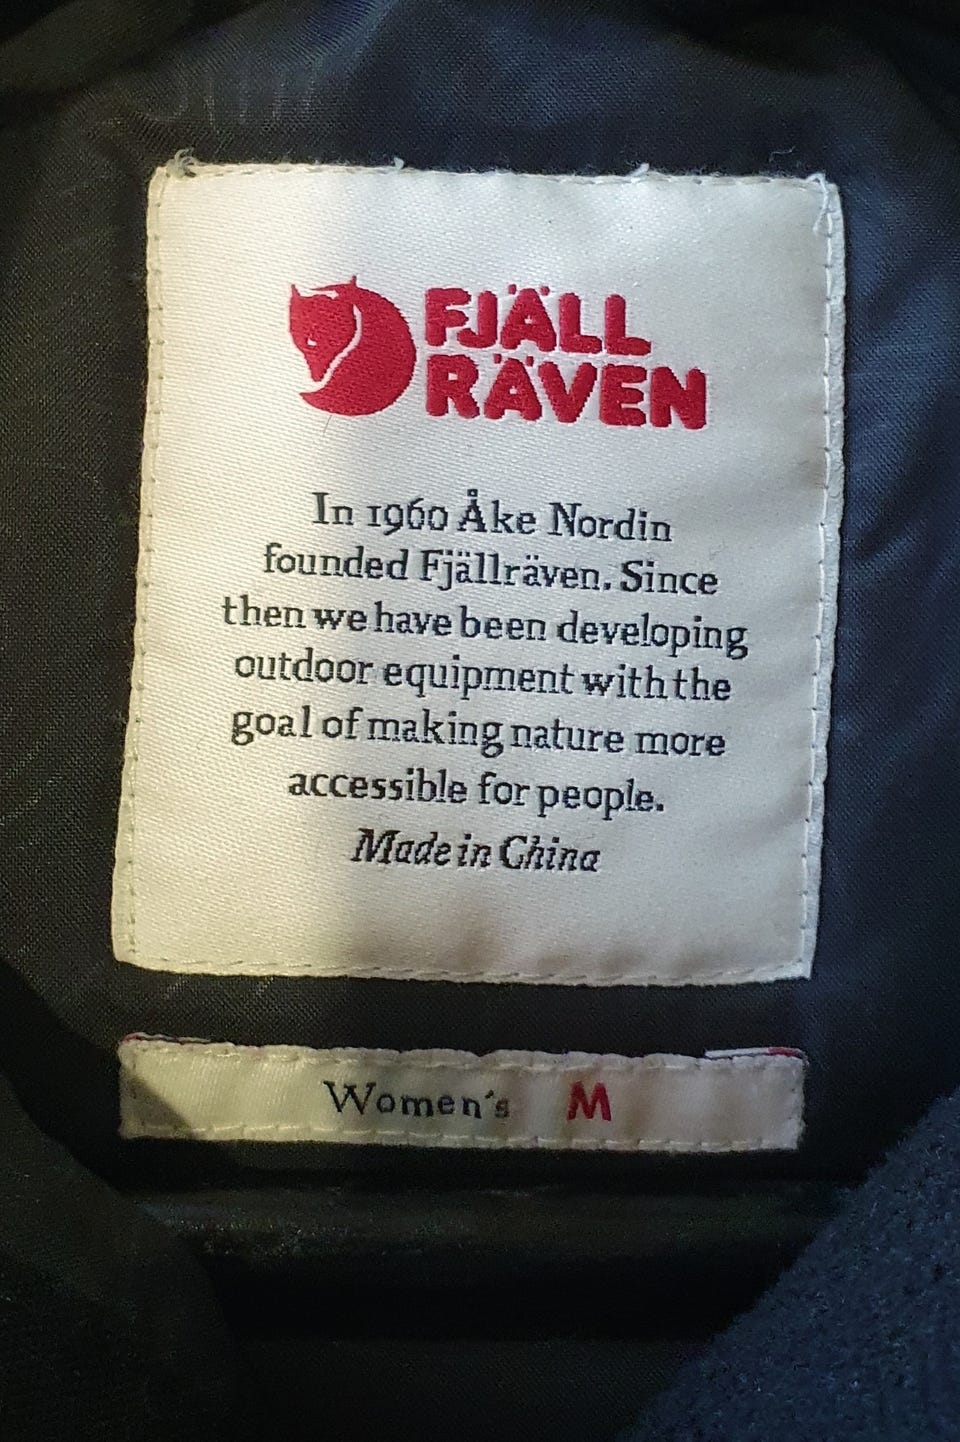 FJÄLL
RÄVEN
In 1960 Åke Nordin
founded Fjällräven. Since
then we have been developing
outdoor equipment with the
goal of making nature more
accessible for people.
Made in China
Women's M